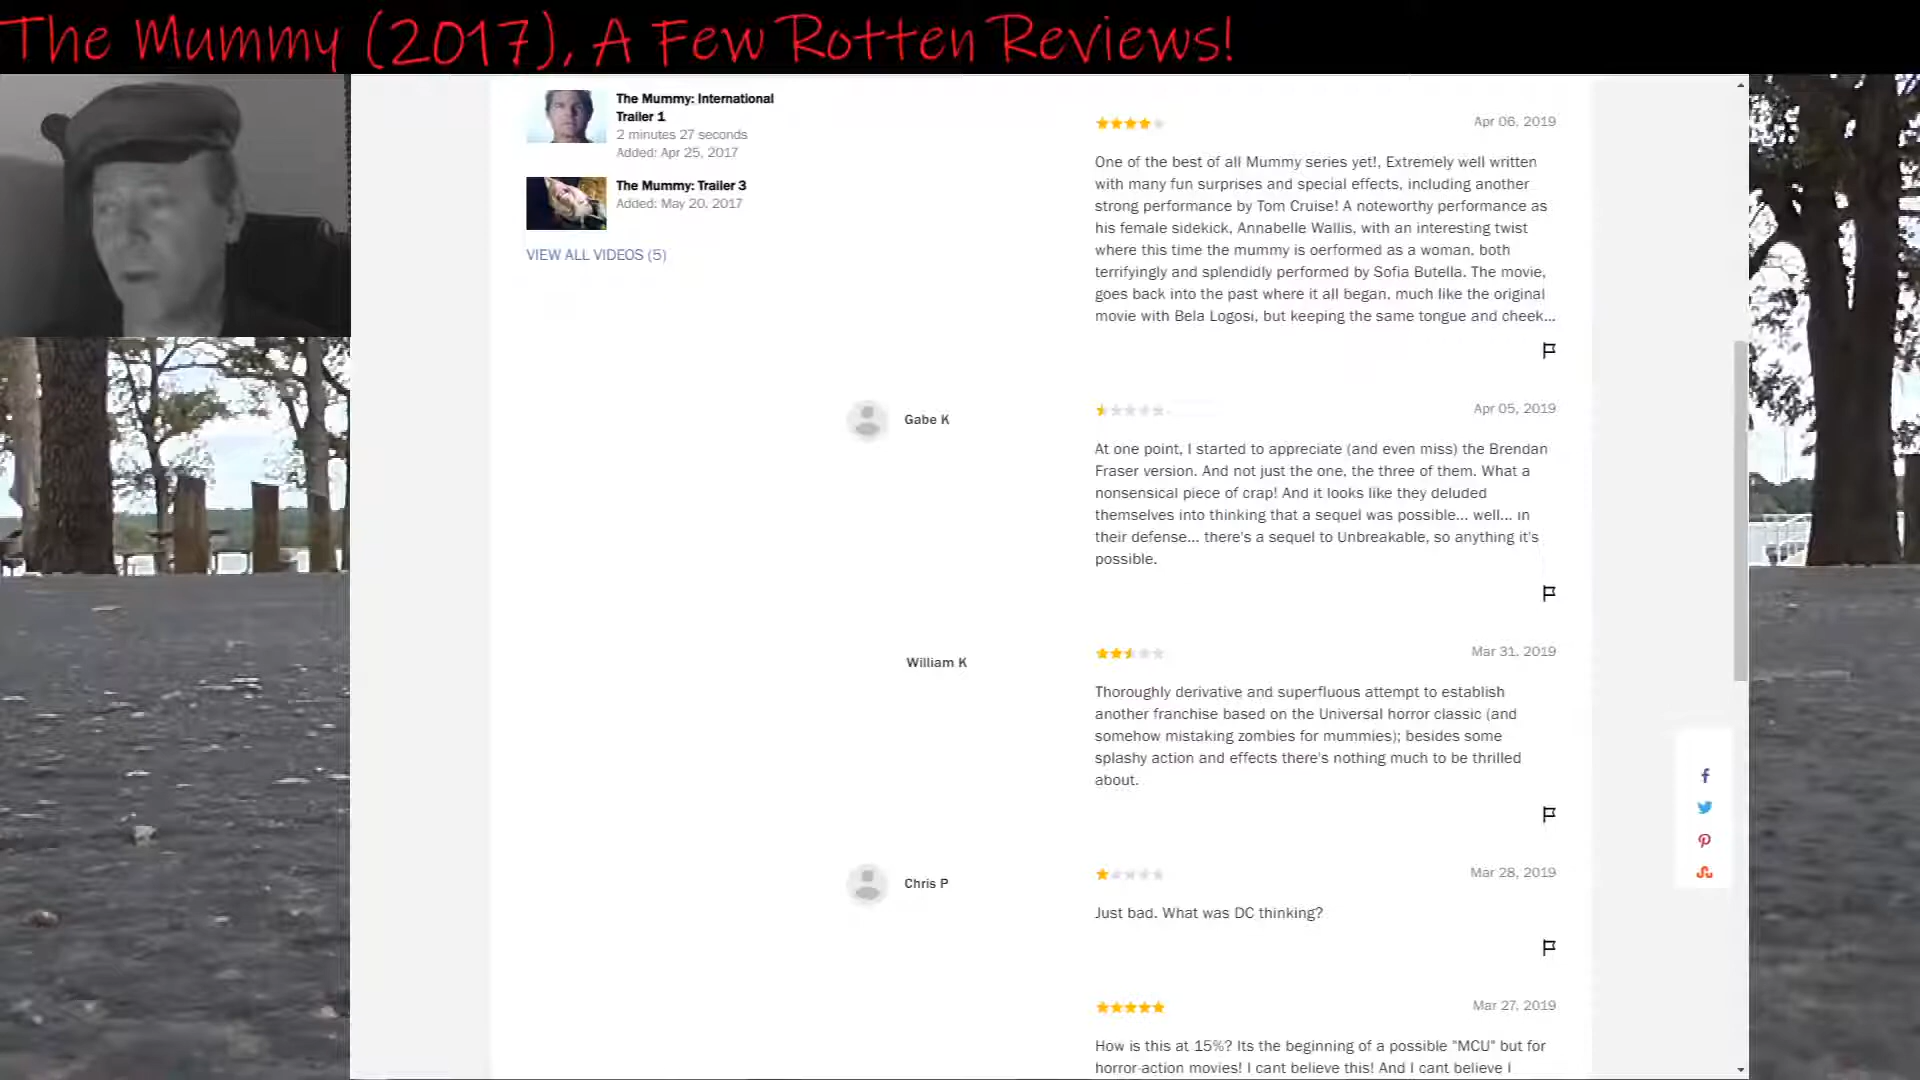 The Mummy (2017), A Few Rotten Reviews!
The Mummy: International
Trailer 1
2 minutes 27 seconds
Added: Apr 25, 2017
The Mummy: Trailer 3
Added: May 20, 2017
VIEW ALL VIDEOS (5)
Apr 06, 2019
One of the best of all Mummy series yet!, Extremely well written
with many fun surprises and special effects, including another
strong performance by Tom Cruise! A noteworthy performance as
his female sidekick, Annabelle Wallis, with an interesting twist
where this time the mummy is oerformed as a woman, both
terrifyingly and splendidly performed by Sofia Butella. The movie,
goes back into the past where it all began, much like the original
movie with Bela Logosi, but keeping the same tongue and cheek...
Gabe K
Apr 05, 2019
At one point, I started to appreciate (and even miss) the Brendan
Fraser version. And not just the one, the three of them. What a
nonsensical piece of crap! And it looks like they deluded
themselves into thinking that a sequel was possible... well... in
their defense... there's a sequel to Unbreakable, so anything it's
possible.
William K
Mar 31, 2019
Thoroughly derivative and superfluous attempt to establish
another franchise based on the Universal horror classic (and
somehow mistaking zombies for mummies); besides some
splashy action and effects there's nothing much to be thrilled
about.
Chris P
Mar 28, 2019
Just bad. What was DC thinking?
Mar 27, 2019
How is this at 15%? Its the beginning of a possible "MCU" but for
horror-action movies! I cant believe this! And I cant believe I